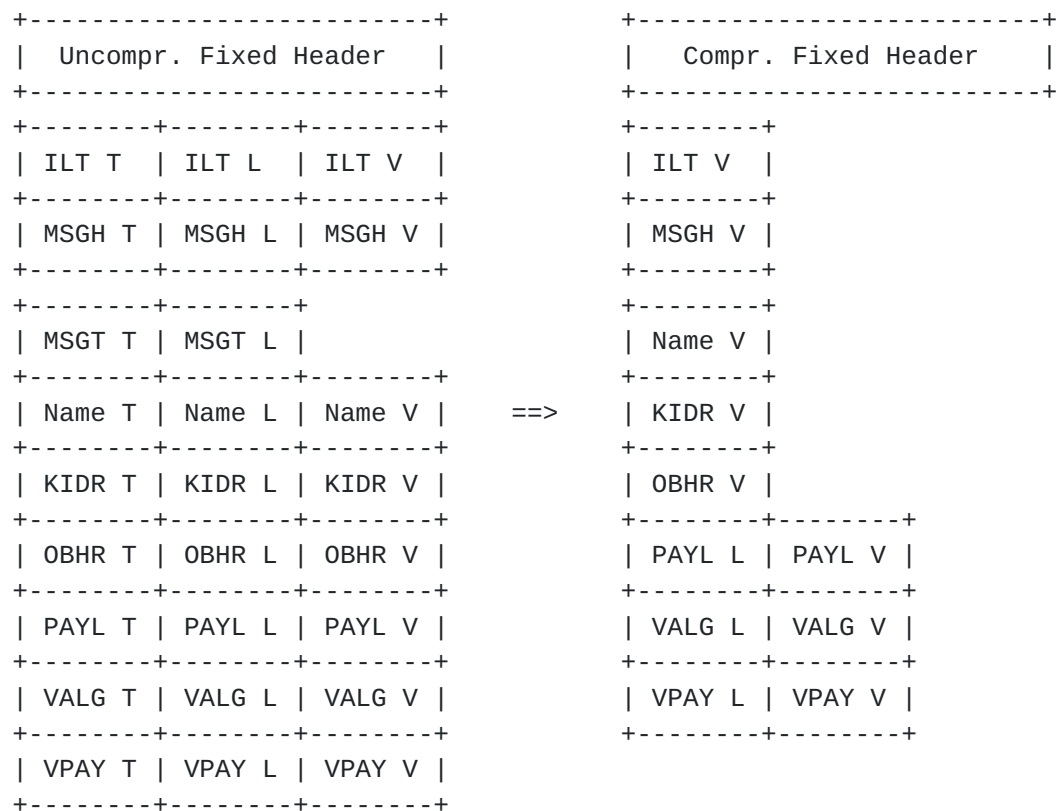 +--------------------------+            +--------------------------+
|  Uncompr. Fixed Header   |            |   Compr. Fixed Header    |
+--------------------------+            +--------------------------+
+--------+--------+--------+            +--------+
| ILT T  | ILT L  | ILT V  |            | ILT V  |
+--------+--------+--------+            +--------+
| MSGH T | MSGH L | MSGH V |            | MSGH V |
+--------+--------+--------+            +--------+
+--------+--------+                     +--------+
| MSGT T | MSGT L |                     | Name V |
+--------+--------+--------+            +--------+
| Name T | Name L | Name V |    ==>     | KIDR V |
+--------+--------+--------+            +--------+
| KIDR T | KIDR L | KIDR V |            | OBHR V |
+--------+--------+--------+            +--------+--------+
| OBHR T | OBHR L | OBHR V |            | PAYL L | PAYL V |
+--------+--------+--------+            +--------+--------+
| PAYL T | PAYL L | PAYL V |            | VALG L | VALG V |
+--------+--------+--------+            +--------+--------+
| VALG T | VALG L | VALG V |            | VPAY L | VPAY V |
+--------+--------+--------+            +--------+--------+
| VPAY T | VPAY L | VPAY V |
+--------+--------+--------+